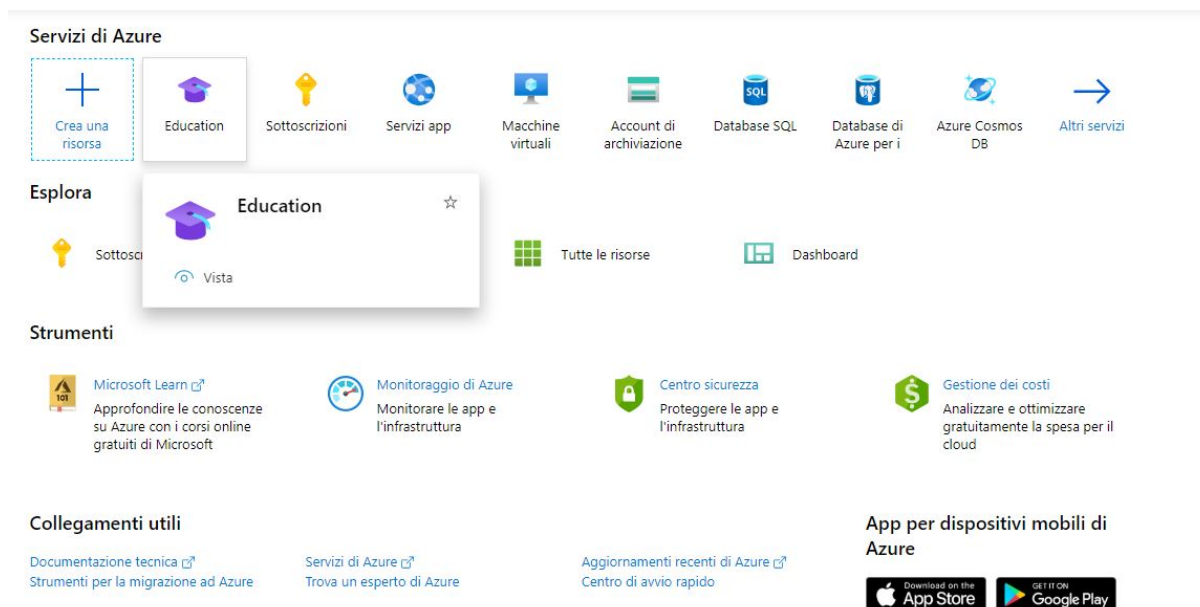 Servizi di Azure
Crea una risorsa
Education
Sottoscrizioni
Servizi app
Macchine virtuali
Account di archiviazione
Database SQL
Database di Azure per i
Azure Cosmos DB
Altri servizi
Esplora
Education
Vista
Tutte le risorse
Dashboard
Strumenti
Microsoft Learn
Approfondire le conoscenze
su Azure con i corsi online
gratuiti di Microsoft
Monitoraggio di Azure
Monitorare le app e
l'infrastruttura
Centro sicurezza
Proteggere le app e
l'infrastruttura
Gestione dei costi
Analizzare e ottimizzare
gratuitamente la spesa per il
cloud
Collegamenti utili
Documentazione tecnica
Strumenti per la migrazione ad Azure
Servizi di Azure
Trova un esperto di Azure
Aggiornamenti recenti di Azure
Centro di avvio rapido
App per dispositivi mobili di
Azure
Download on the
App Store
GET IT ON
Google Play